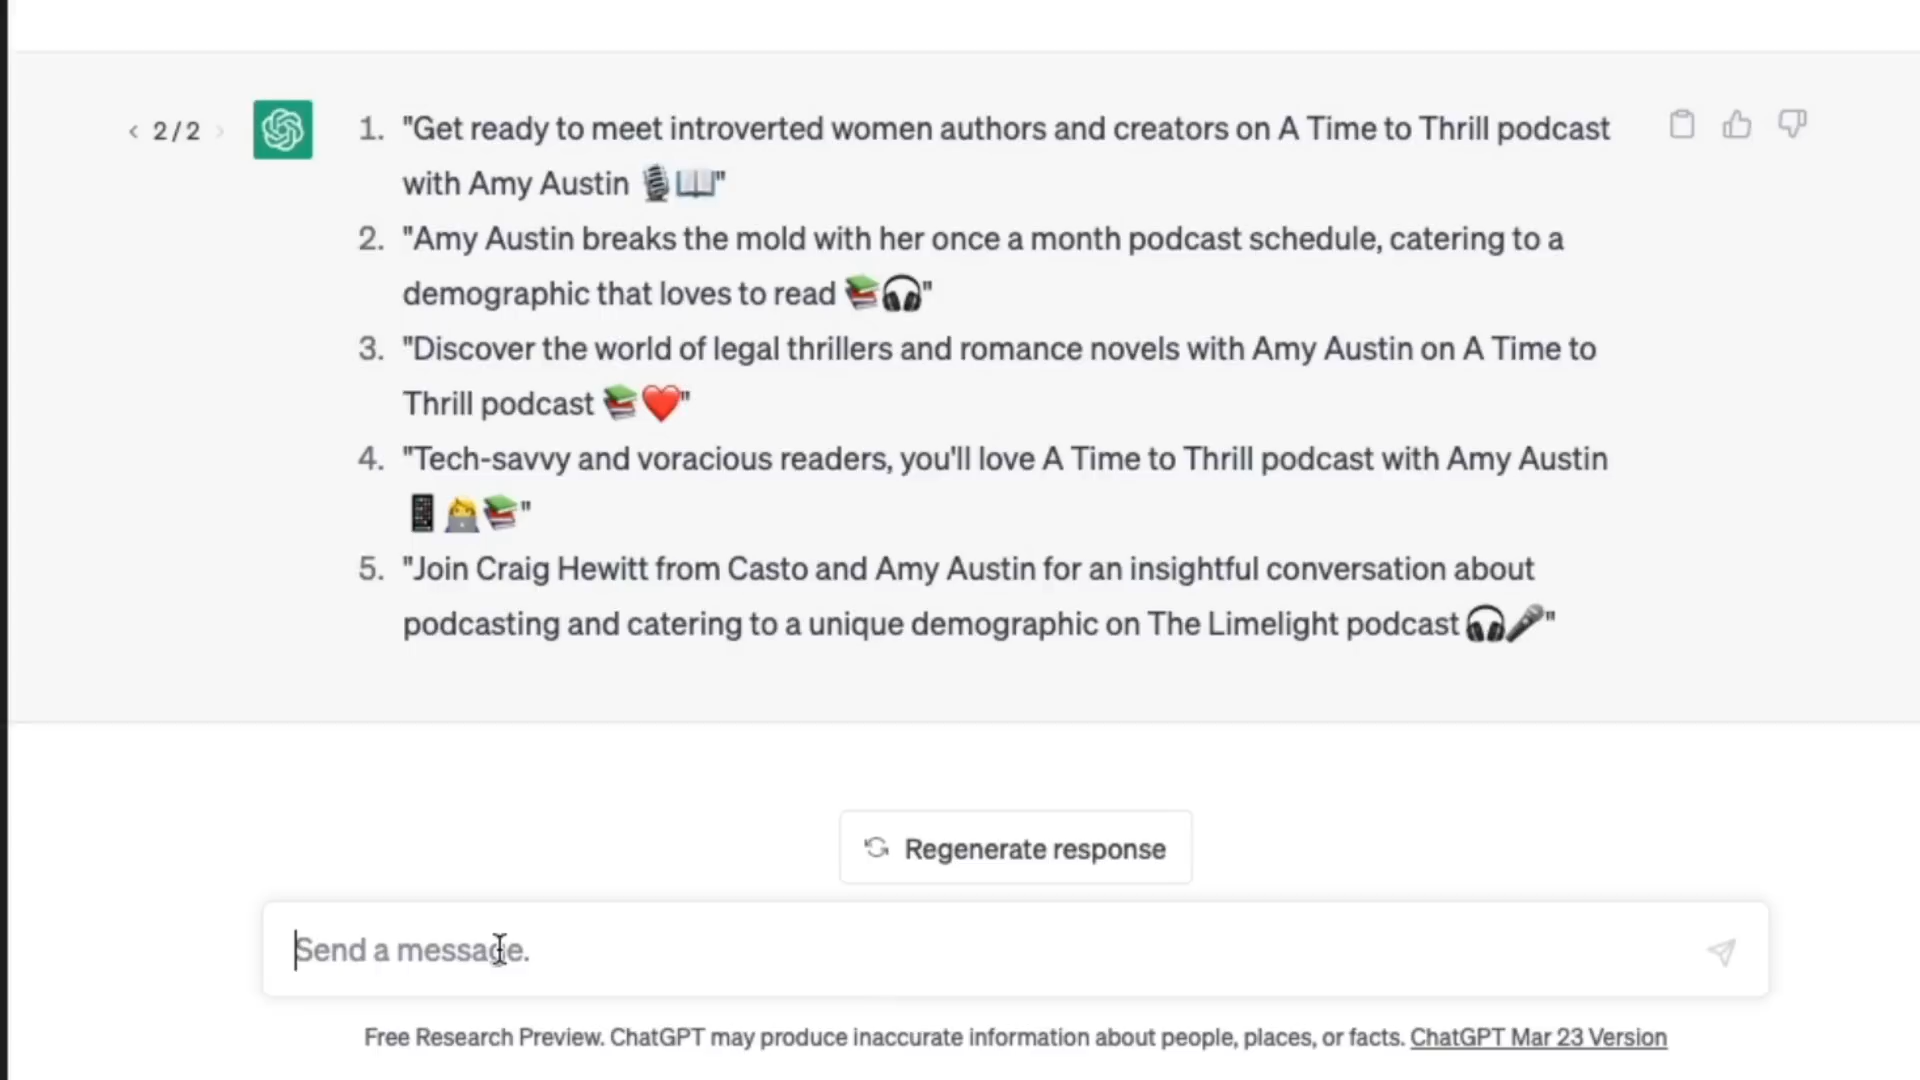 < 2 / 2 >
1. "Get ready to meet introverted women authors and creators on A Time to Thrill podcast
with Amy Austin 🎙️📖"
2. "Amy Austin breaks the mold with her once a month podcast schedule, catering to a
demographic that loves to read 📚🎧"
3. "Discover the world of legal thrillers and romance novels with Amy Austin on A Time to
Thrill podcast 📚❤️"
4. "Tech-savvy and voracious readers, you'll love A Time to Thrill podcast with Amy Austin
📱👩‍💻📚"
5. "Join Craig Hewitt from Casto and Amy Austin for an insightful conversation about
podcasting and catering to a unique demographic on The Limelight podcast 🎧🎤"
Regenerate response
Send a message.
Free Research Preview. ChatGPT may produce inaccurate information about people, places, or facts. ChatGPT Mar 23 Version